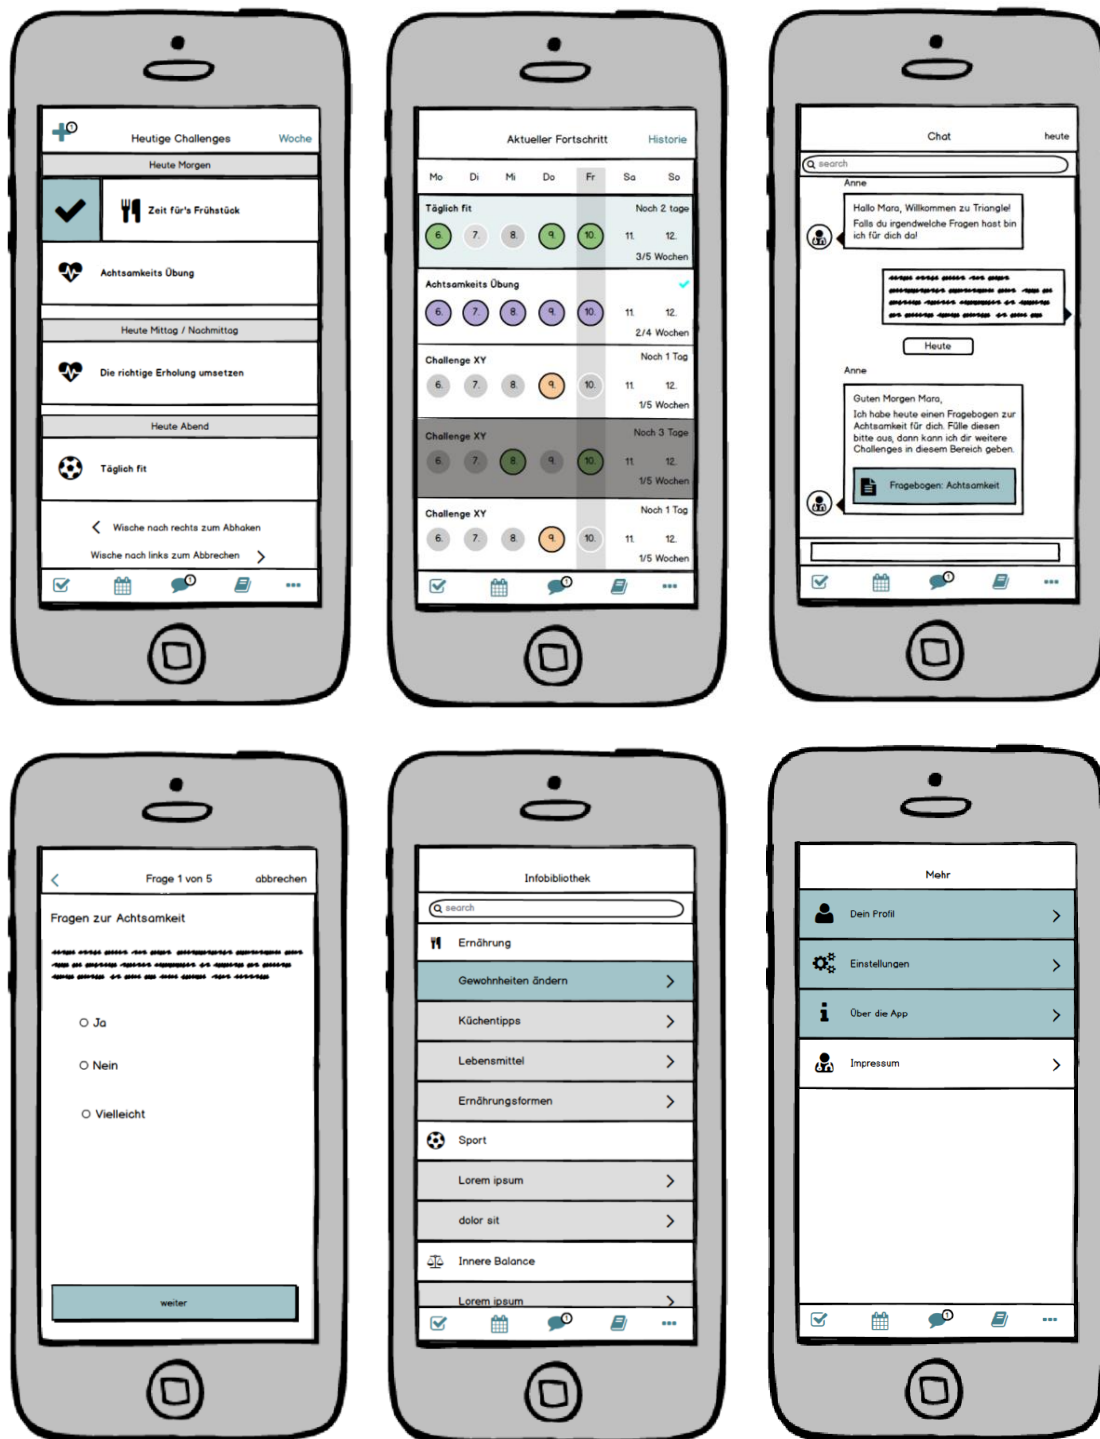 1
Heutige Challenges
Woche
Heute Morgen
Zeit für's Frühstück
Achtsamkeits Übung
Heute Mittag / Nachmittag
Die richtige Erholung umsetzen
Heute Abend
Täglich fit
Wische nach rechts zum Abhaken
Wische nach links zum Abbrechen
1
Aktueller Fortschritt
Historie
Mo Di Mi Do Fr Sa So
Täglich fit
Noch 2 tage
6. 7. 8. 9. 10. 11. 12.
3/5 Wochen
Achtsamkeits Übung
6. 7. 8. 9. 10. 11 12.
2/4 Wochen
Challenge XY
Noch 1 Tag
6. 7. 8. 9. 10. 11 12.
1/5 Wochen
Challenge XY
Noch 3 Tage
6. 7. 8. 9. 10. 11 12.
1/5 Wochen
Challenge XY
Noch 1 Tag
6. 7. 8. 9. 10. 11. 12.
1/5 Wochen
1
Chat
heute
search
Anne
Hallo Mara, Willkommen zu Triangle!
Falls du irgendwelche Fragen hast bin
ich für dich da!
Heute
Anne
Guten Morgen Mara,
Ich habe heute einen Fragebogen zur
Achtsamkeit für dich. Fülle diesen
bitte aus, dann kann ich dir weitere
Challenges in diesem Bereich geben.
Fragebogen: Achtsamkeit
1
Frage 1 von 5
abbrechen
Fragen zur Achtsamkeit
Ja
Nein
Vielleicht
weiter
Infobibliothek
search
Ernährung
Gewohnheiten ändern
Küchentipps
Lebensmittel
Ernährungsformen
Sport
Lorem ipsum
dolor sit
Innere Balance
Lorem ipsum
1
Mehr
Dein Profil
Einstellungen
Über die App
Impressum
1